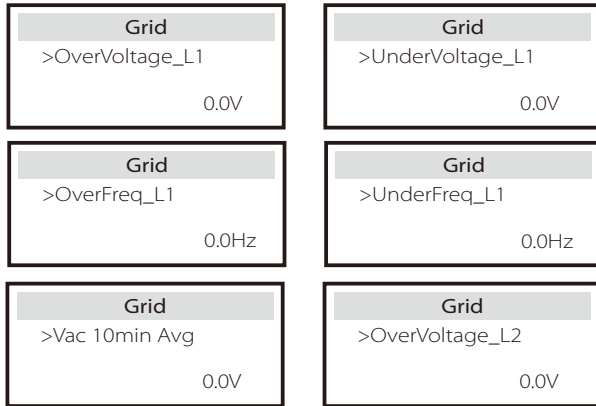 Grid
>OverVoltage_L1
0.0V
Grid
>UnderVoltage_L1
0.0V
Grid
>OverFreq_L1
0.0Hz
Grid
>UnderFreq_L1
0.0Hz
Grid
>Vac 10min Avg
0.0V
Grid
>OverVoltage_L2
0.0V